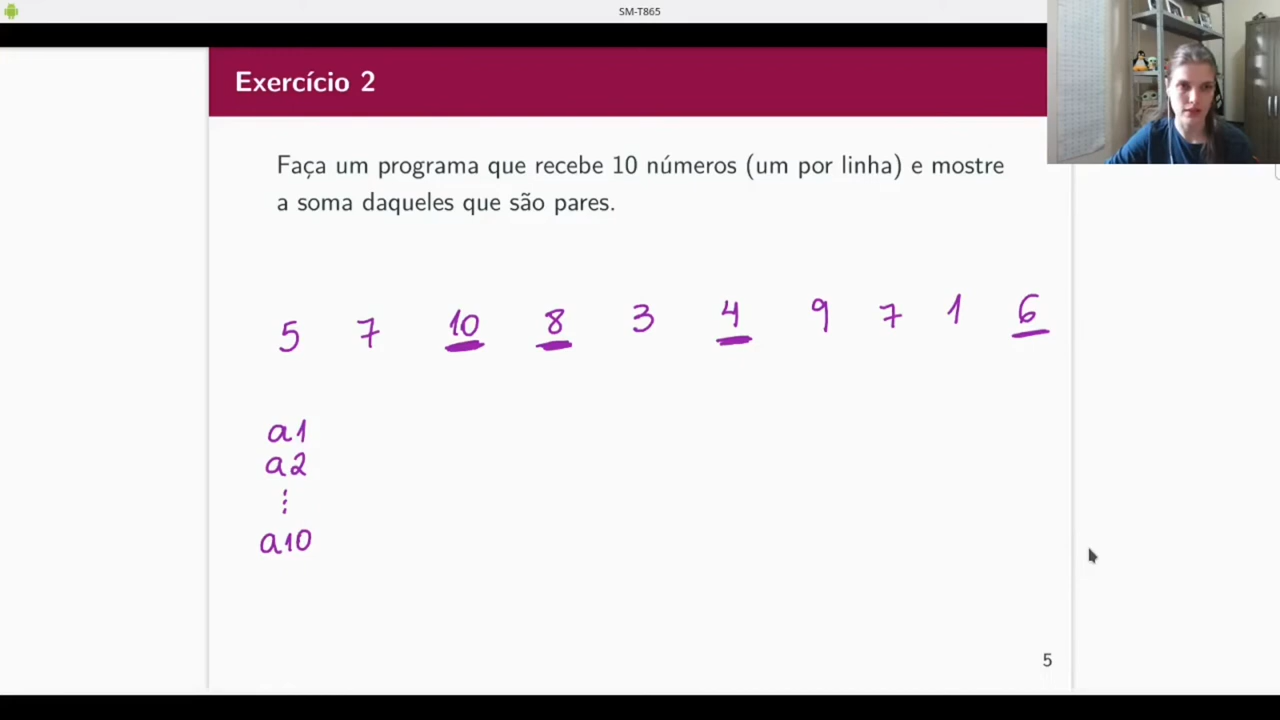 SM-T865
Exercício 2
Faça um programa que recebe 10 números (um por linha) e mostre
a soma daqueles que são pares.
5 7 10 8 3 4 9 7 1 6
a1
a2
⋮
a10
5